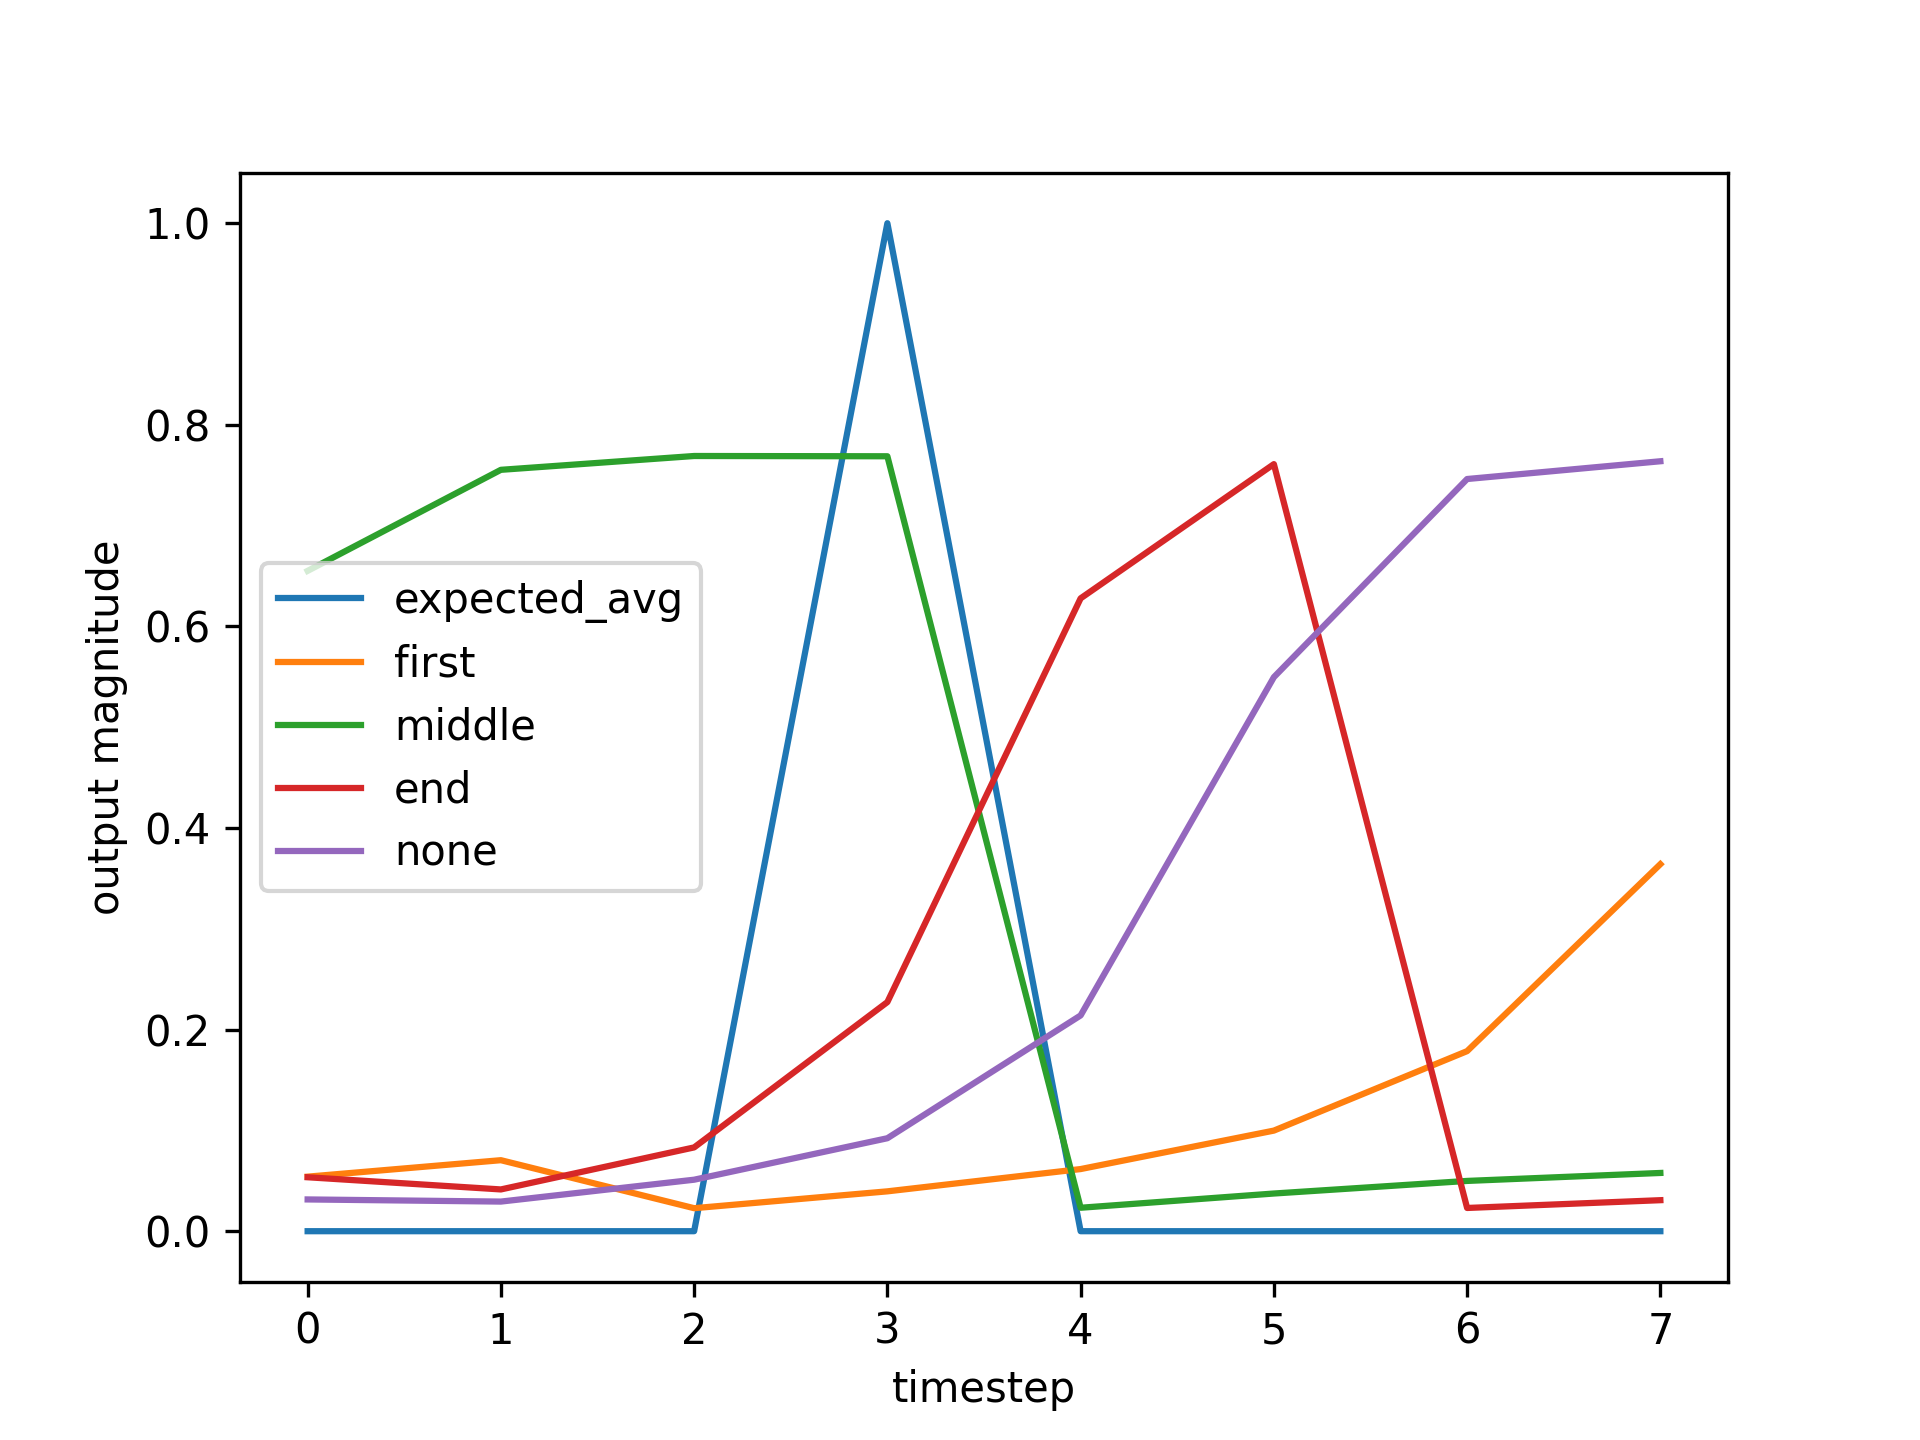 1.0
0.8
0.6
0.4
0.2
0.0
output magnitude
expected_avg
first
middle
end
none
0 1 2 3 4 5 6 7
timestep